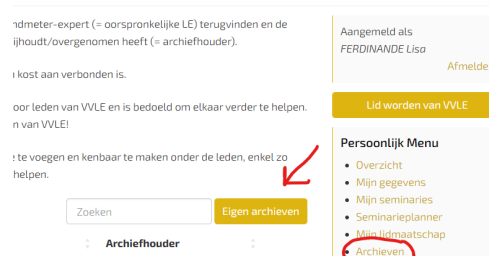 ndmeter-expert (= oorspronkelijke LE) terugvinden en de
ijhoudt/overgenomen heeft (= archiefhouder).
kost aan verbonden is.
oor leden van VVLE en is bedoeld om elkaar verder te helpen.
n van VVLE!
te voegen en kenbaar te maken onder de leden, enkel zo
helpen.
Zoeken
Eigen archieven
Archiefhouder
Aangemeld als
FERDINANDE Lisa
Afmelde
Lid worden van VVLE
Persoonlijk Menu
Overzicht
Mijn gegevens
Mijn seminaries
Seminarieplanner
Mijn lidmaatschap
Archieven